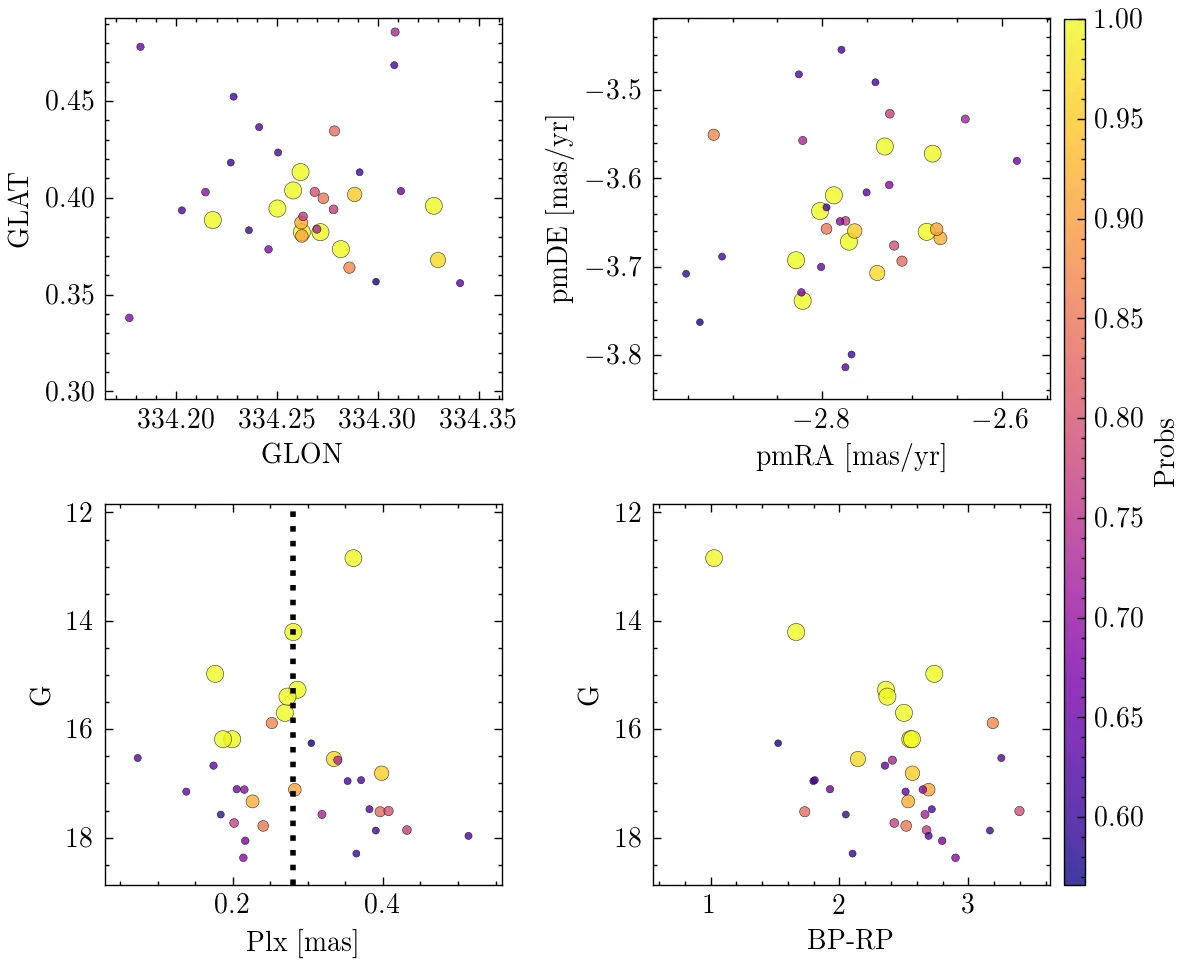 GLAT
0.45
0.40
0.35
0.30
334.20 334.25 334.30 334.35
GLON
pmDE [mas/yr]
−3.5
−3.6
−3.7
−3.8
−2.8 −2.6
pmRA [mas/yr]
1.00
0.95
0.90
0.85
0.80
0.75
0.70
0.65
0.60
Probs
G
12
14
16
18
0.2 0.4
Plx [mas]
G
12
14
16
18
1 2 3
BP-RP